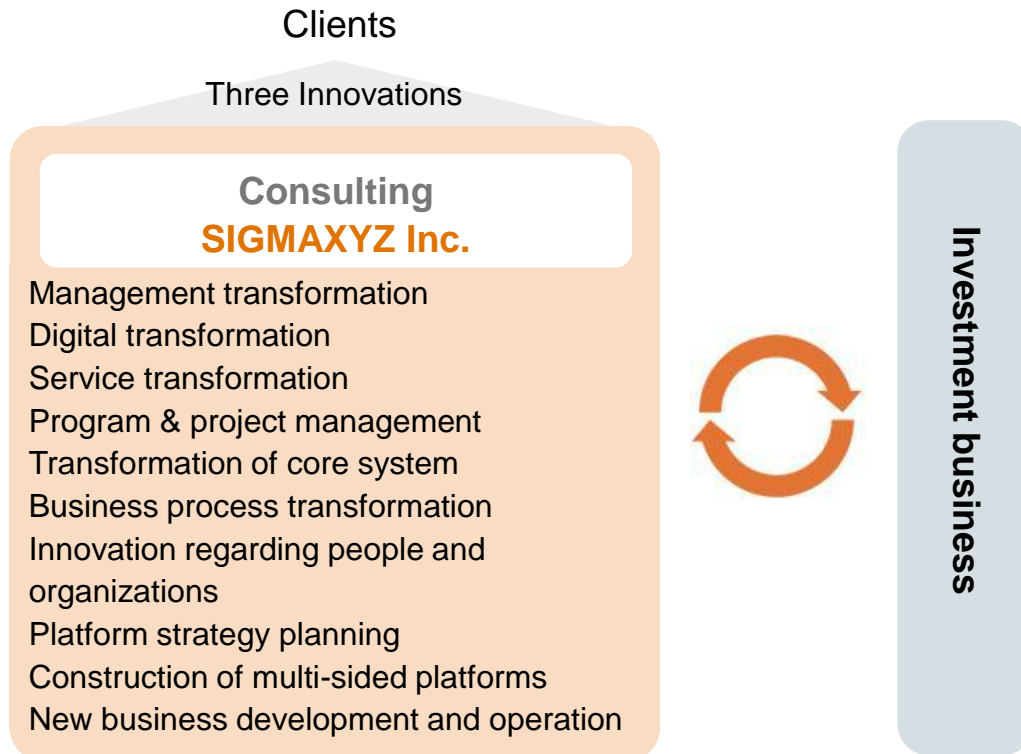 Clients
Three Innovations
Consulting
SIGMAXYZ Inc.
Management transformation
Digital transformation
Service transformation
Program & project management
Transformation of core system
Business process transformation
Innovation regarding people and
organizations
Platform strategy planning
Construction of multi-sided platforms
New business development and operation
Investment business